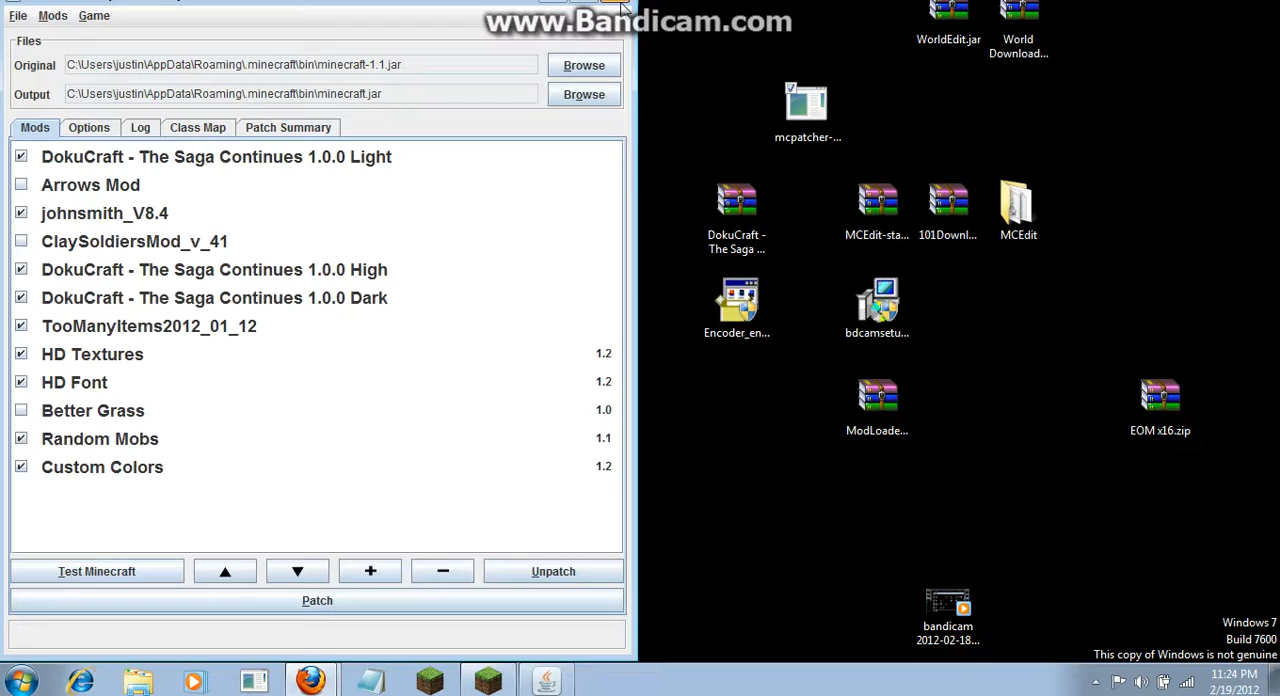 www.Bandicam.com
File Mods Game
Files
Original C:\Users\justin\AppData\Roaming\.minecraft\bin\minecraft-1.1.jar Browse
Output C:\Users\justin\AppData\Roaming\.minecraft\bin\minecraft.jar Browse
Mods Options Log Class Map Patch Summary
DokuCraft - The Saga Continues 1.0.0 Light
Arrows Mod
johnsmith_V8.4
ClaySoldiersMod_v_41
DokuCraft - The Saga Continues 1.0.0 High
DokuCraft - The Saga Continues 1.0.0 Dark
TooManyItems2012_01_12
HD Textures 1.2
HD Font 1.2
Better Grass 1.0
Random Mobs 1.1
Custom Colors 1.2
Test Minecraft + − Unpatch
Patch
WorldEdit.jar
World
Downloa...
mcpatcher-...
DokuCraft -
The Saga ...
MCEdit-sta...
101Downl...
MCEdit
Encoder_en...
bdcamsetu...
ModLoade...
EOM x16.zip
bandicam
2012-02-18...
Windows 7
Build 7600
This copy of Windows is not genuine
11:24 PM
2/19/2012